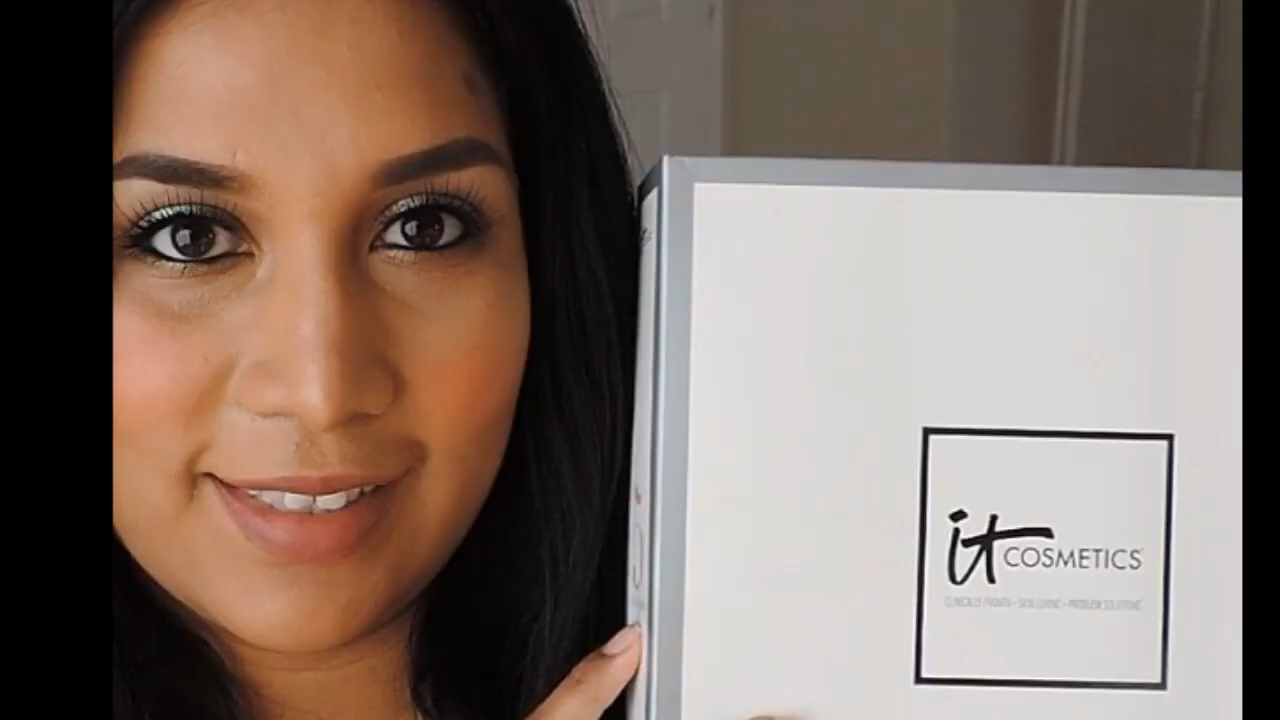 it COSMETICS
CLINICALLY PROVEN • SKIN LOVING • PROBLEM SOLVING